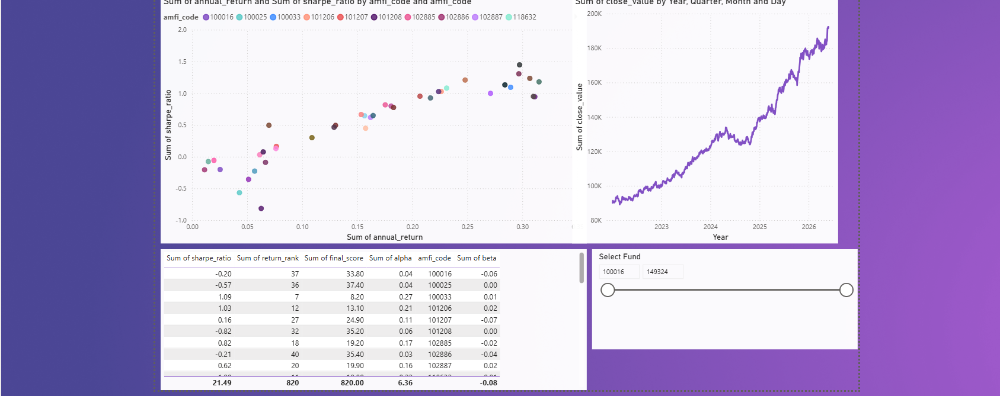 Sum of annual_return and Sum of sharpe_ratio by amfi_code and amfi_code
amfi_code 100016 100025 100033 101206 101207 101208 102885 102886 102887 118632
2.0
1.5
1.0
0.5
0.0
-0.5
-1.0
Sum of sharpe_ratio
0.00 0.05 0.10 0.15 0.20 0.25 0.30
Sum of annual_return
Sum of close_value by Year, Quarter, Month and Day
200K
180K
160K
140K
120K
100K
80K
Sum of close_value
2023 2024 2025 2026
Year
Sum of sharpe_ratio Sum of return_rank Sum of final_score Sum of alpha amfi_code Sum of beta
-0.20 37 33.80 0.04 100016 -0.06
-0.57 36 37.40 0.04 100025 0.00
1.09 7 8.20 0.27 100033 0.01
1.03 12 13.10 0.21 101206 0.02
0.16 27 24.90 0.11 101207 -0.07
-0.82 32 35.20 0.06 101208 0.00
0.82 18 19.20 0.17 102885 -0.02
-0.21 40 35.40 0.03 102886 -0.04
0.62 20 19.90 0.16 102887 0.02
21.49 820 820.00 6.36 -0.08
Select Fund
100016 149324